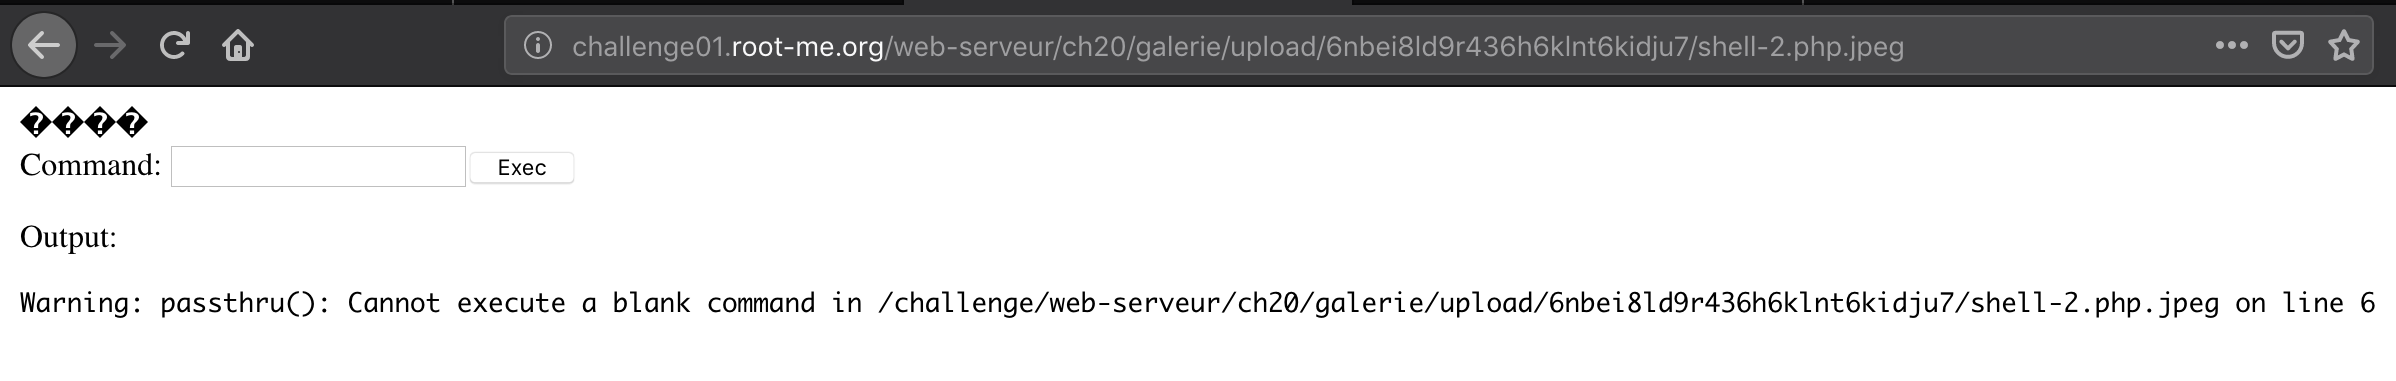 challenge01.root-me.org/web-serveur/ch20/galerie/upload/6nbei8ld9r436h6klnt6kidju7/shell-2.php.jpeg
����
Command: Exec
Output:
Warning: passthru(): Cannot execute a blank command in /challenge/web-serveur/ch20/galerie/upload/6nbei8ld9r436h6klnt6kidju7/shell-2.php.jpeg on line 6